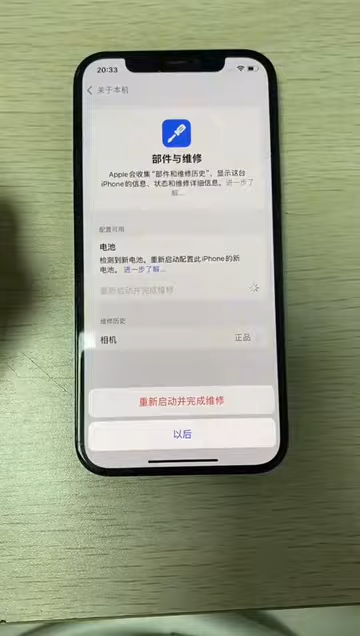 20:33
关于本机
部件与维修
Apple会收集“部件和维修历史”，显示这台
iPhone的信息、状态和维修详细信息。进一步了
解...
配置可用
电池
检测到新电池。重新启动配置此iPhone的新
电池。进一步了解...
重新启动并完成维修
维修历史
相机 正品
重新启动并完成维修
以后